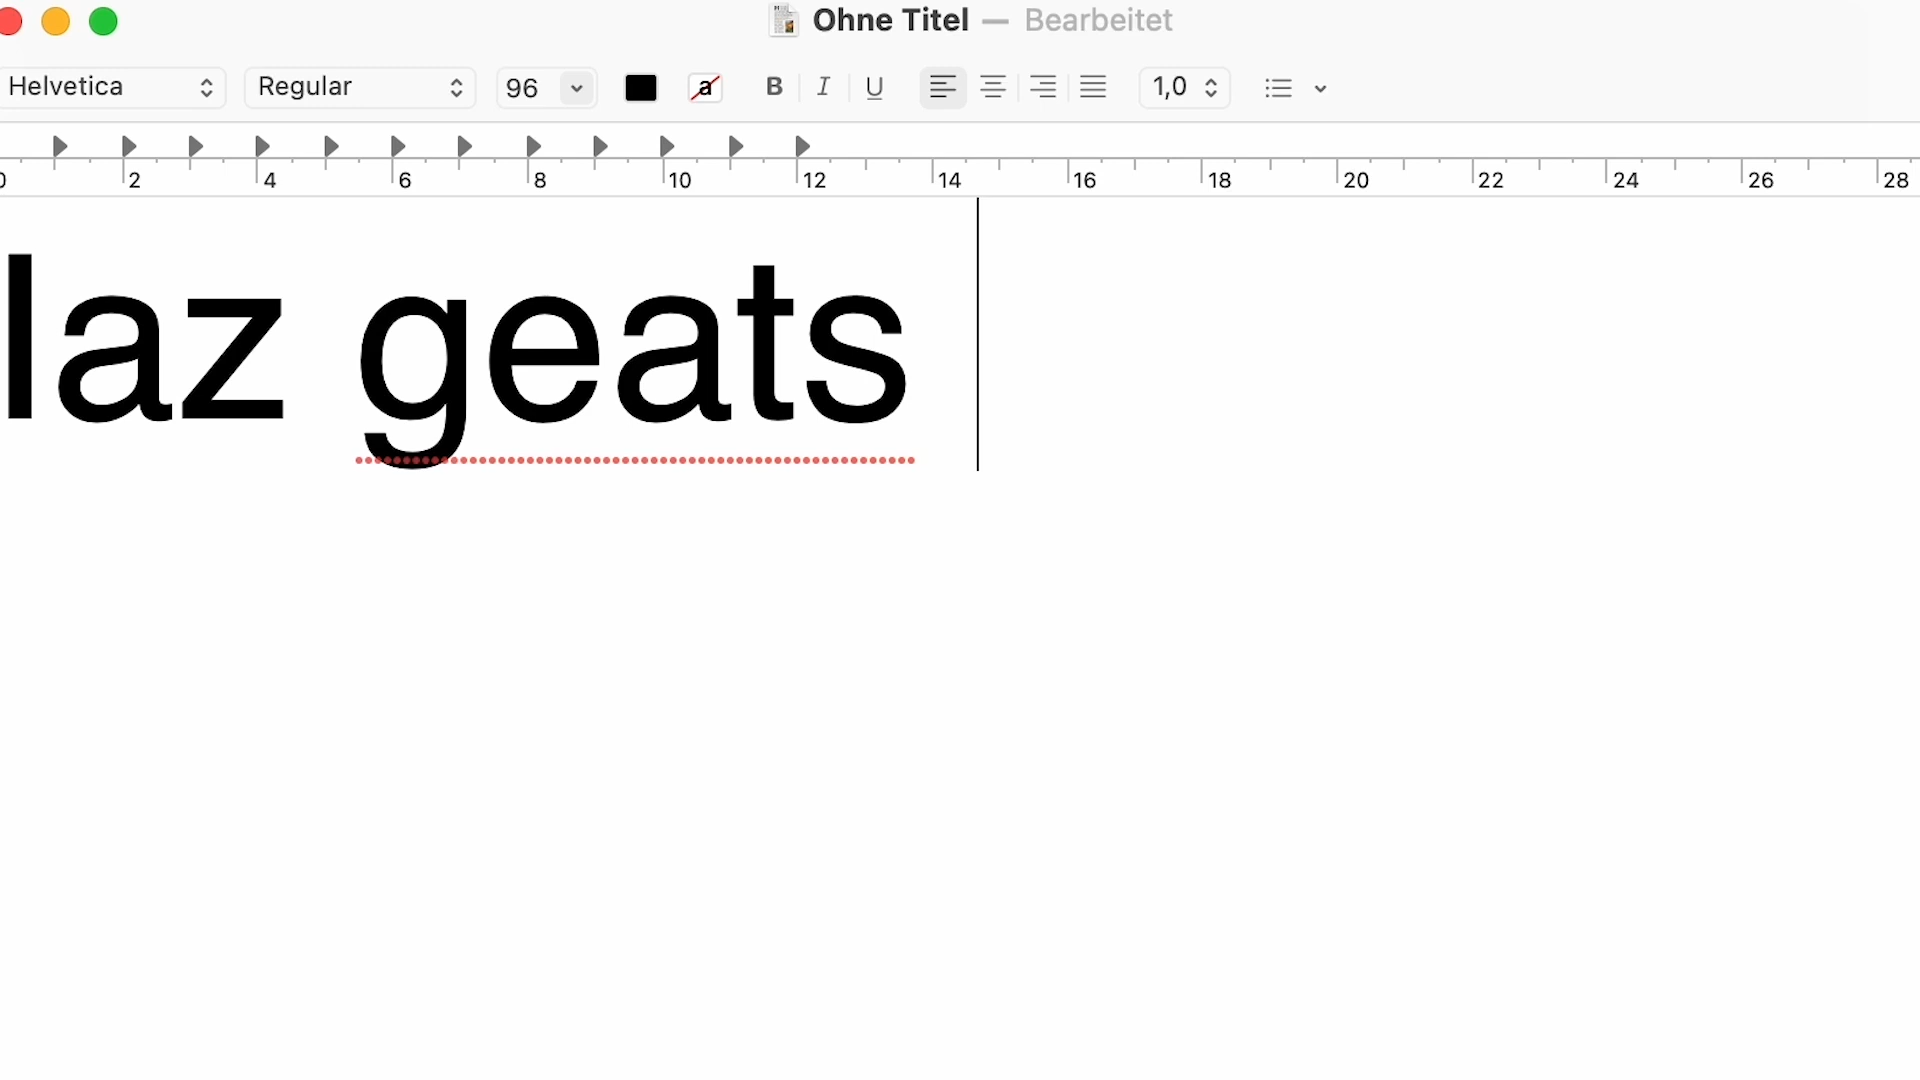 Ohne Titel — Bearbeitet
Helvetica Regular 96 a B I U 1,0
0 2 4 6 8 10 12 14 16 18 20 22 24 26 28
laz geats